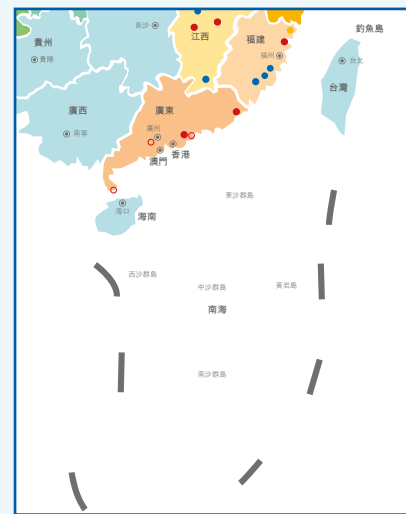 釣魚島
長沙
貴州
江西
福建
貴陽
福州
台北
台灣
廣西
廣東
廣州
南寧
香港
澳門
東沙群島
海口
海南
西沙群島
中沙群島
黃岩島
南海
南沙群島